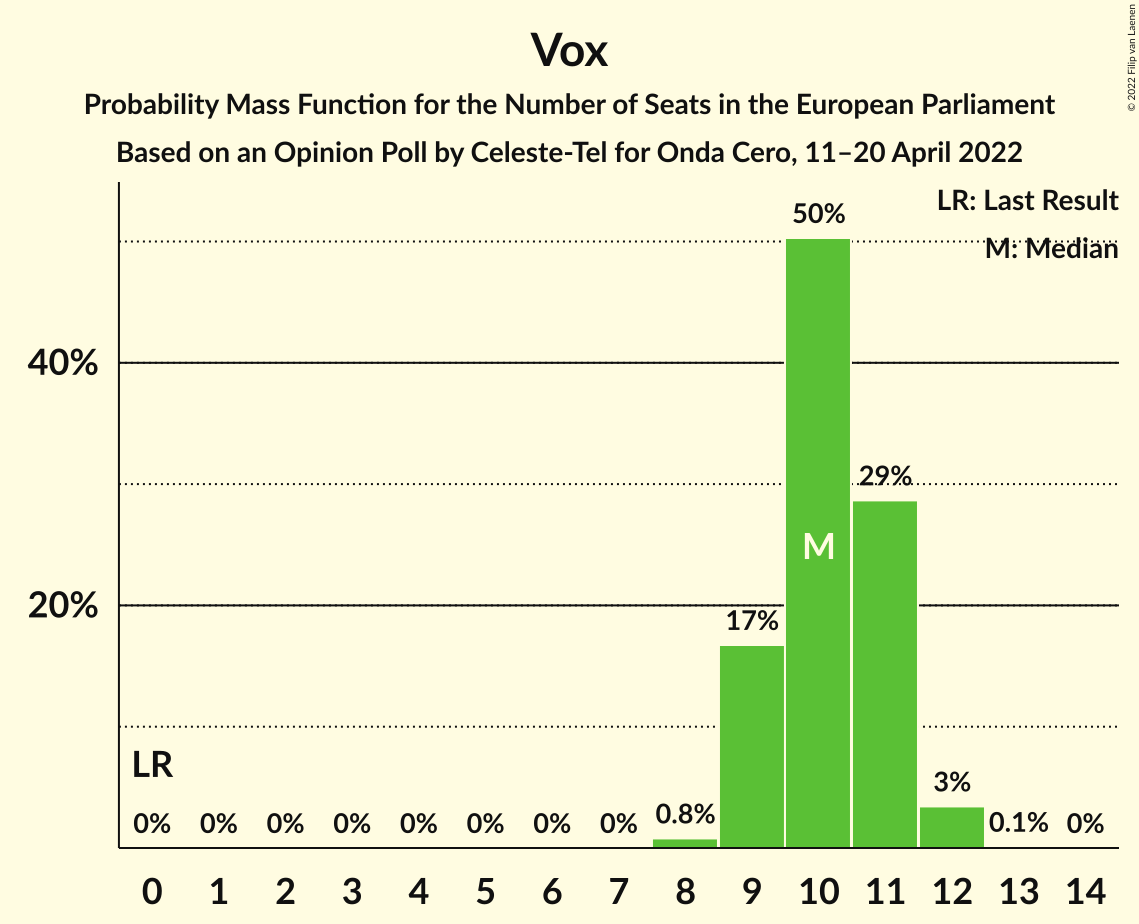 Vox
Probability Mass Function for the Number of Seats in the European Parliament
Based on an Opinion Poll by Celeste-Tel for Onda Cero, 11–20 April 2022
© 2022 Filip van Laenen
LR: Last Result
M: Median
50%
40%
29%
M
20%
17%
LR
0% 0% 0% 0% 0% 0% 0% 0% 0.8% 3% 0.1% 0%
0 1 2 3 4 5 6 7 8 9 10 11 12 13 14